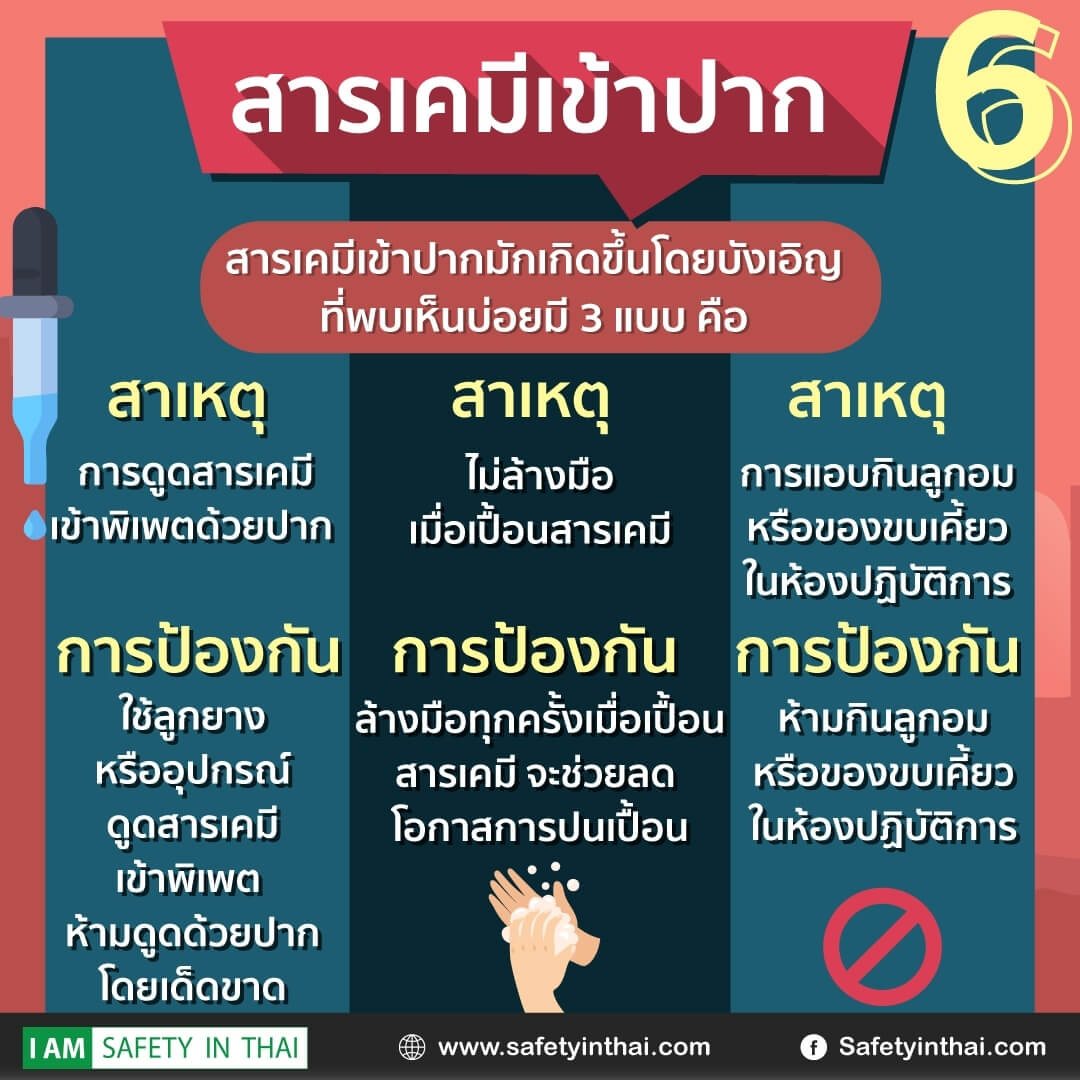 6
สารเคมีเข้าปาก
สารเคมีเข้าปากมักเกิดขึ้นโดยบังเอิญ
ที่พบเห็นบ่อยมี 3 แบบ คือ
สาเหตุ
การดูดสารเคมี
เข้าพิเพตด้วยปาก
การป้องกัน
ใช้ลูกยาง
หรืออุปกรณ์
ดูดสารเคมี
เข้าพิเพต
ห้ามดูดด้วยปาก
โดยเด็ดขาด
สาเหตุ
ไม่ล้างมือ
เมื่อเปื้อนสารเคมี
การป้องกัน
ล้างมือทุกครั้งเมื่อเปื้อน
สารเคมี จะช่วยลด
โอกาสการปนเปื้อน
สาเหตุ
การแอบกินลูกอม
หรือของขบเคี้ยว
ในห้องปฏิบัติการ
การป้องกัน
ห้ามกินลูกอม
หรือของขบเคี้ยว
ในห้องปฏิบัติการ
I AM SAFETY IN THAI
www.safetyinthai.com
Safetyinthai.com